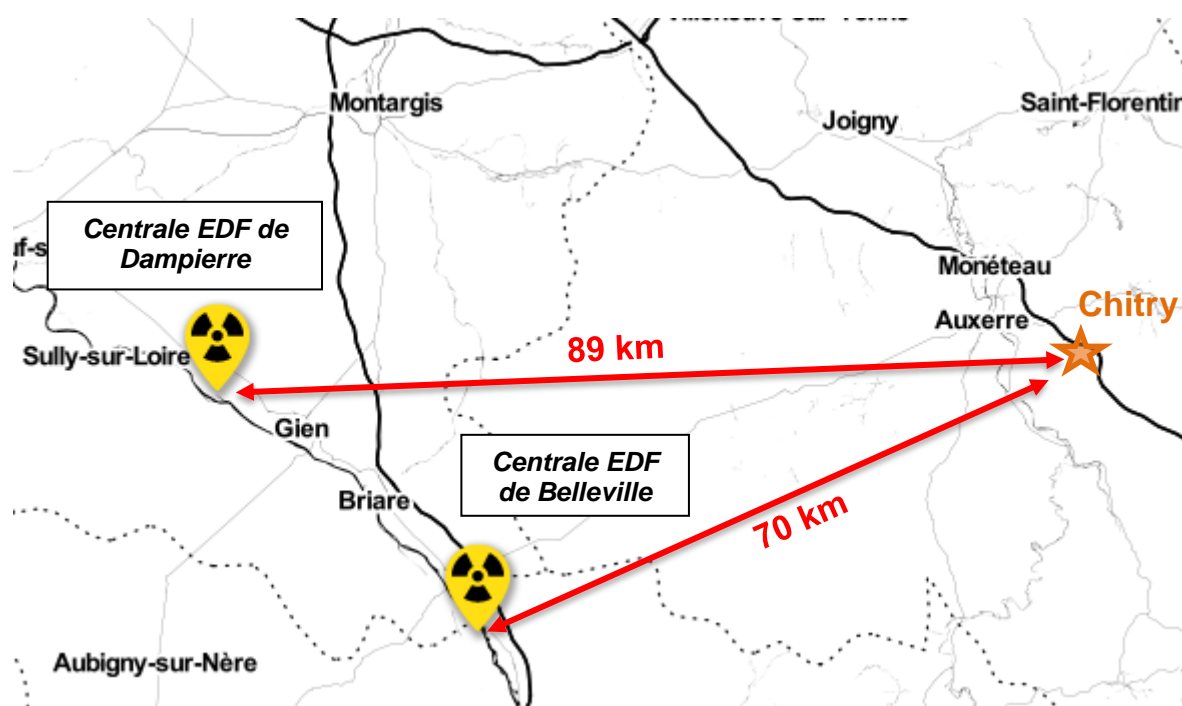 Montargis
Joigny
Saint-Florentin
Centrale EDF de
Dampierre
Monéteau
Chitry
Auxerre
Sully-sur-Loire
89 km
Gien
Centrale EDF
de Belleville
Briare
70 km
Aubigny-sur-Nère